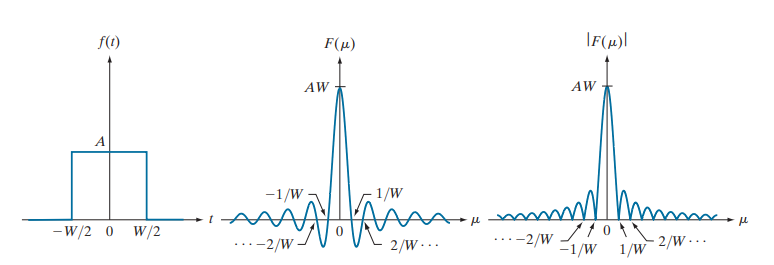 f(t)
A
−W/2 0 W/2
t
F(μ)
AW
−1/W
1/W
0
μ
···−2/W
2/W···
|F(μ)|
AW
0
μ
···−2/W
−1/W
1/W
2/W···